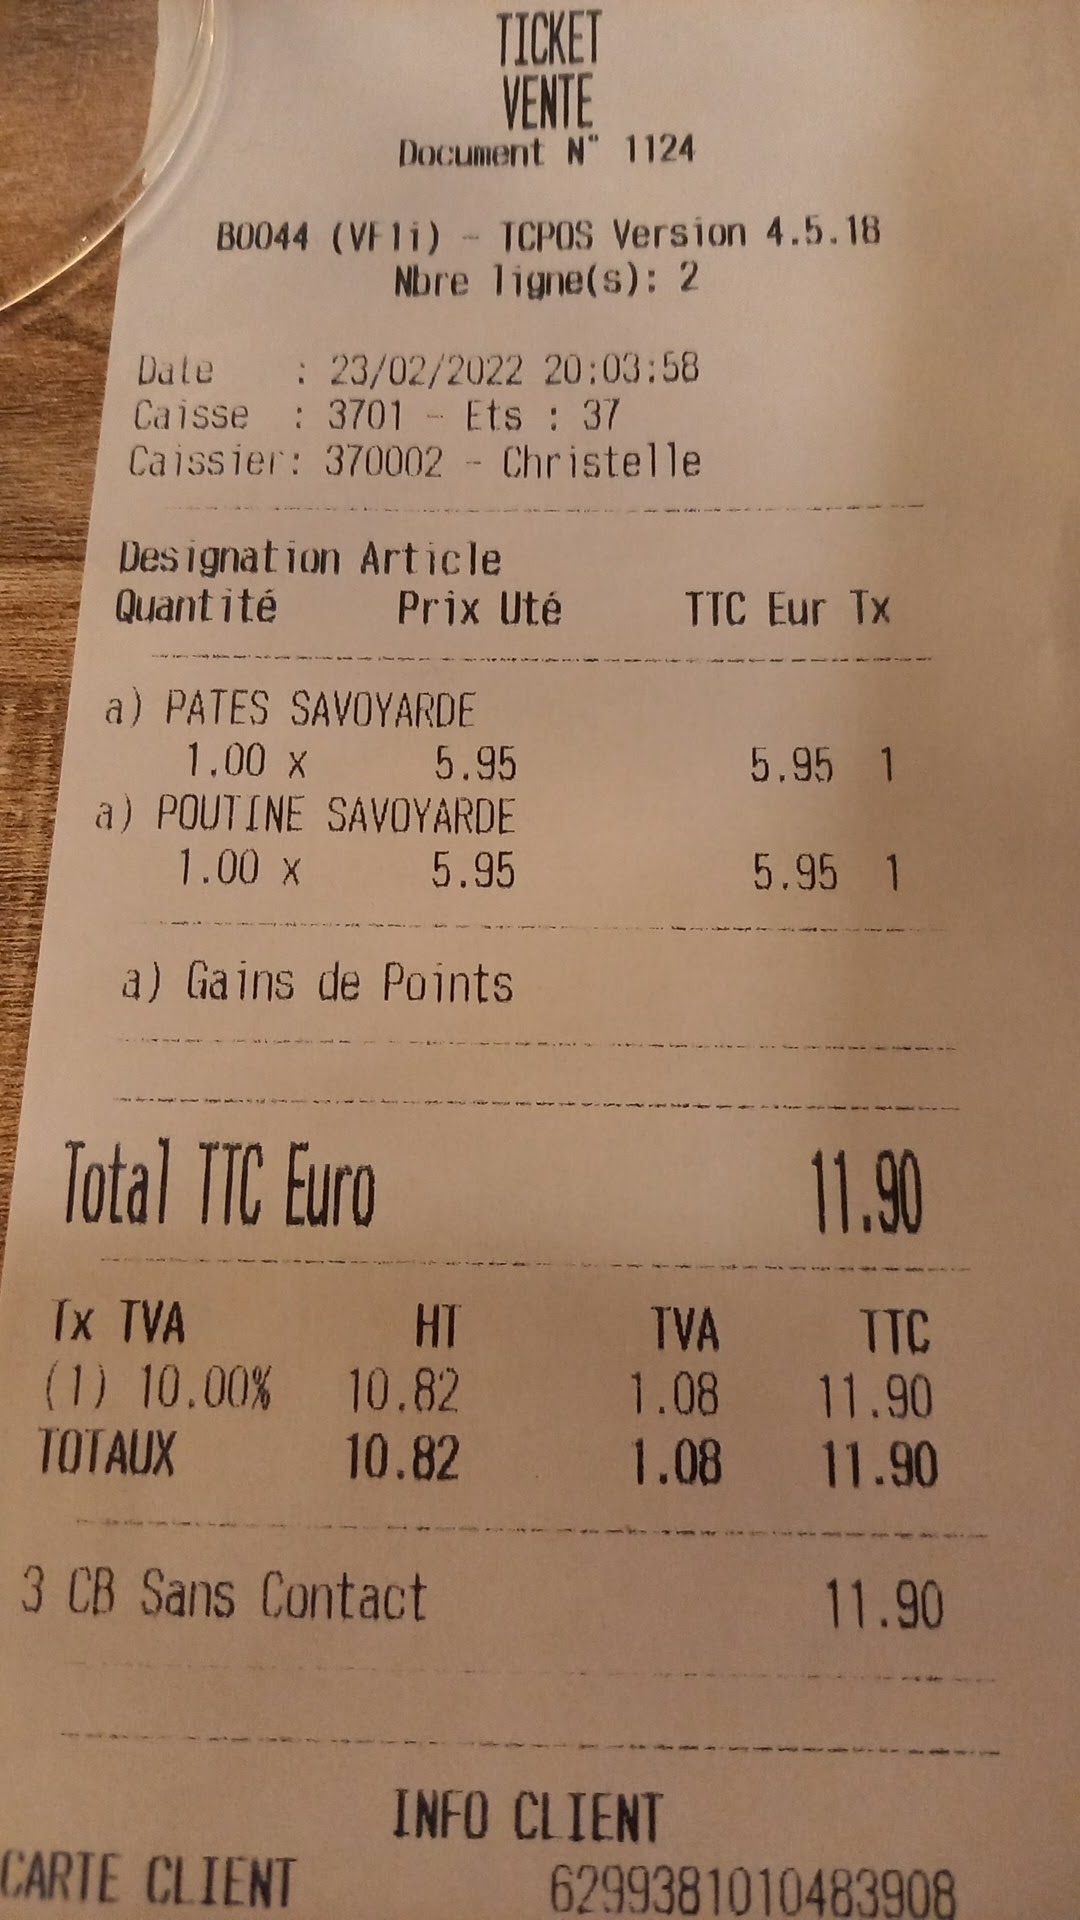 TICKET
VENTE
Document N° 1124
B0044 (VF1i) - TCPOS Version 4.5.18
Nbre ligne(s): 2
Date : 23/02/2022 20:03:58
Caisse : 3701 - Ets : 37
Caissier: 370002 - Christelle
Designation Article
Quantité Prix Uté TTC Eur Tx
a) PATES SAVOYARDE
1.00 x 5.95 5.95 1
a) POUTINE SAVOYARDE
1.00 x 5.95 5.95 1
a) Gains de Points
Total TTC Euro 11.90
Tx TVA HT TVA TTC
(1) 10.00% 10.82 1.08 11.90
TOTAUX 10.82 1.08 11.90
3 CB Sans Contact 11.90
INFO CLIENT
CARTE CLIENT 6299381010483908